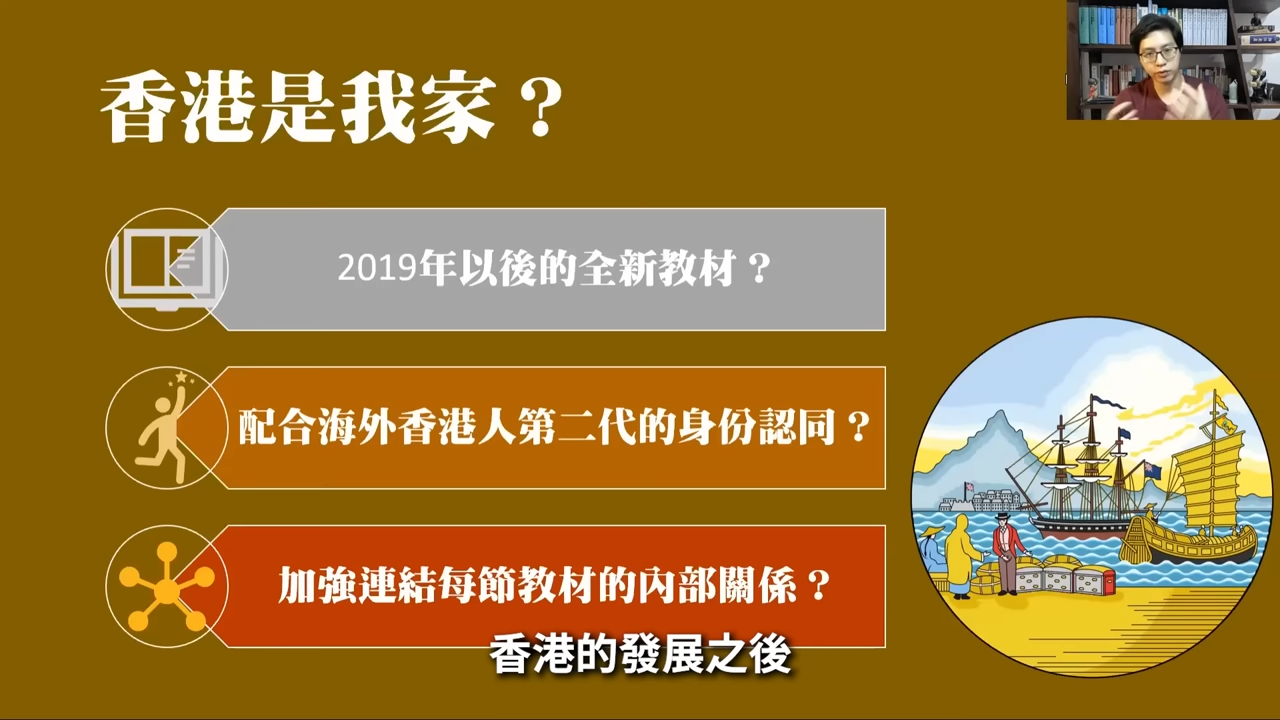 香港是我家？
2019年以後的全新教材？
配合海外香港人第二代的身份認同？
加強連結每節教材的內部關係？
香港的發展之後